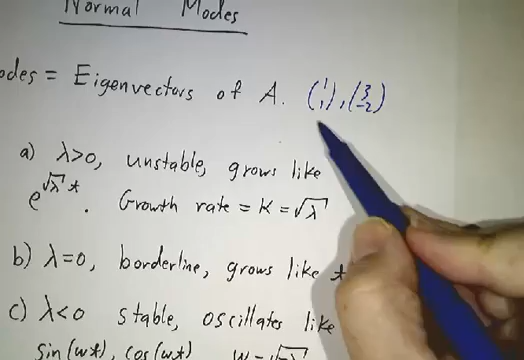 Normal Modes
odes = Eigenvectors of A. (1 1), (3 -2)
a) λ>0, unstable, grows like
e^√λ t. Growth rate = K = √λ
b) λ=0, borderline, grows like t
c) λ<0 stable, oscillates like
sin(ωt), cos(ωt) ω = √-λ